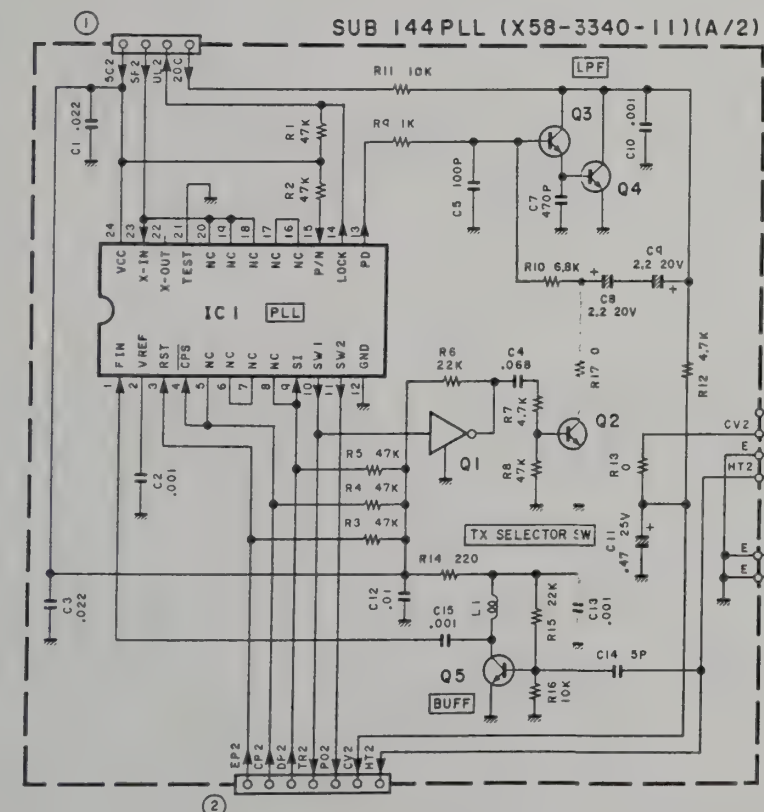 SUB 144 PLL (X58-3340-11)(A/2)
①
5C2
SF2
UL2
20C
C1 .022
R1 47K
R2 47K
R11 10K
LPF
R9 1K
Q3
Q4
C5 100P
C7 470P
C10 .001
24 23 22 21 20 19 18 17 16 15 14 13
VCC X-IN X-OUT TEST NC NC NC NC NC P/N LOCK PD
IC1 PLL
FIN VREF RST CPS NC NC NC NC SI SW1 SW2 GND
1 2 3 4 5 6 7 8 9 10 11 12
R10 6.8K
C8 2.2 20V
C9 2.2 20V
+
+
R17 0
R12 4.7K
R6 22K
C4 .068
R7 4.7K
R8 47K
Q1
Q2
R13 0
CV2
E
HT2
E
E
C2 .001
R5 47K
R4 47K
R3 47K
TX SELECTOR SW
C11 .47 25V
+
R14 220
C3 .022
C12 .01
C15 .001
L1
R15 22K
C13 .001
C14 5P
Q5
BUFF
R16 10K
EP2
CP2
DP2
TR2
PO2
CV2
HT2
②